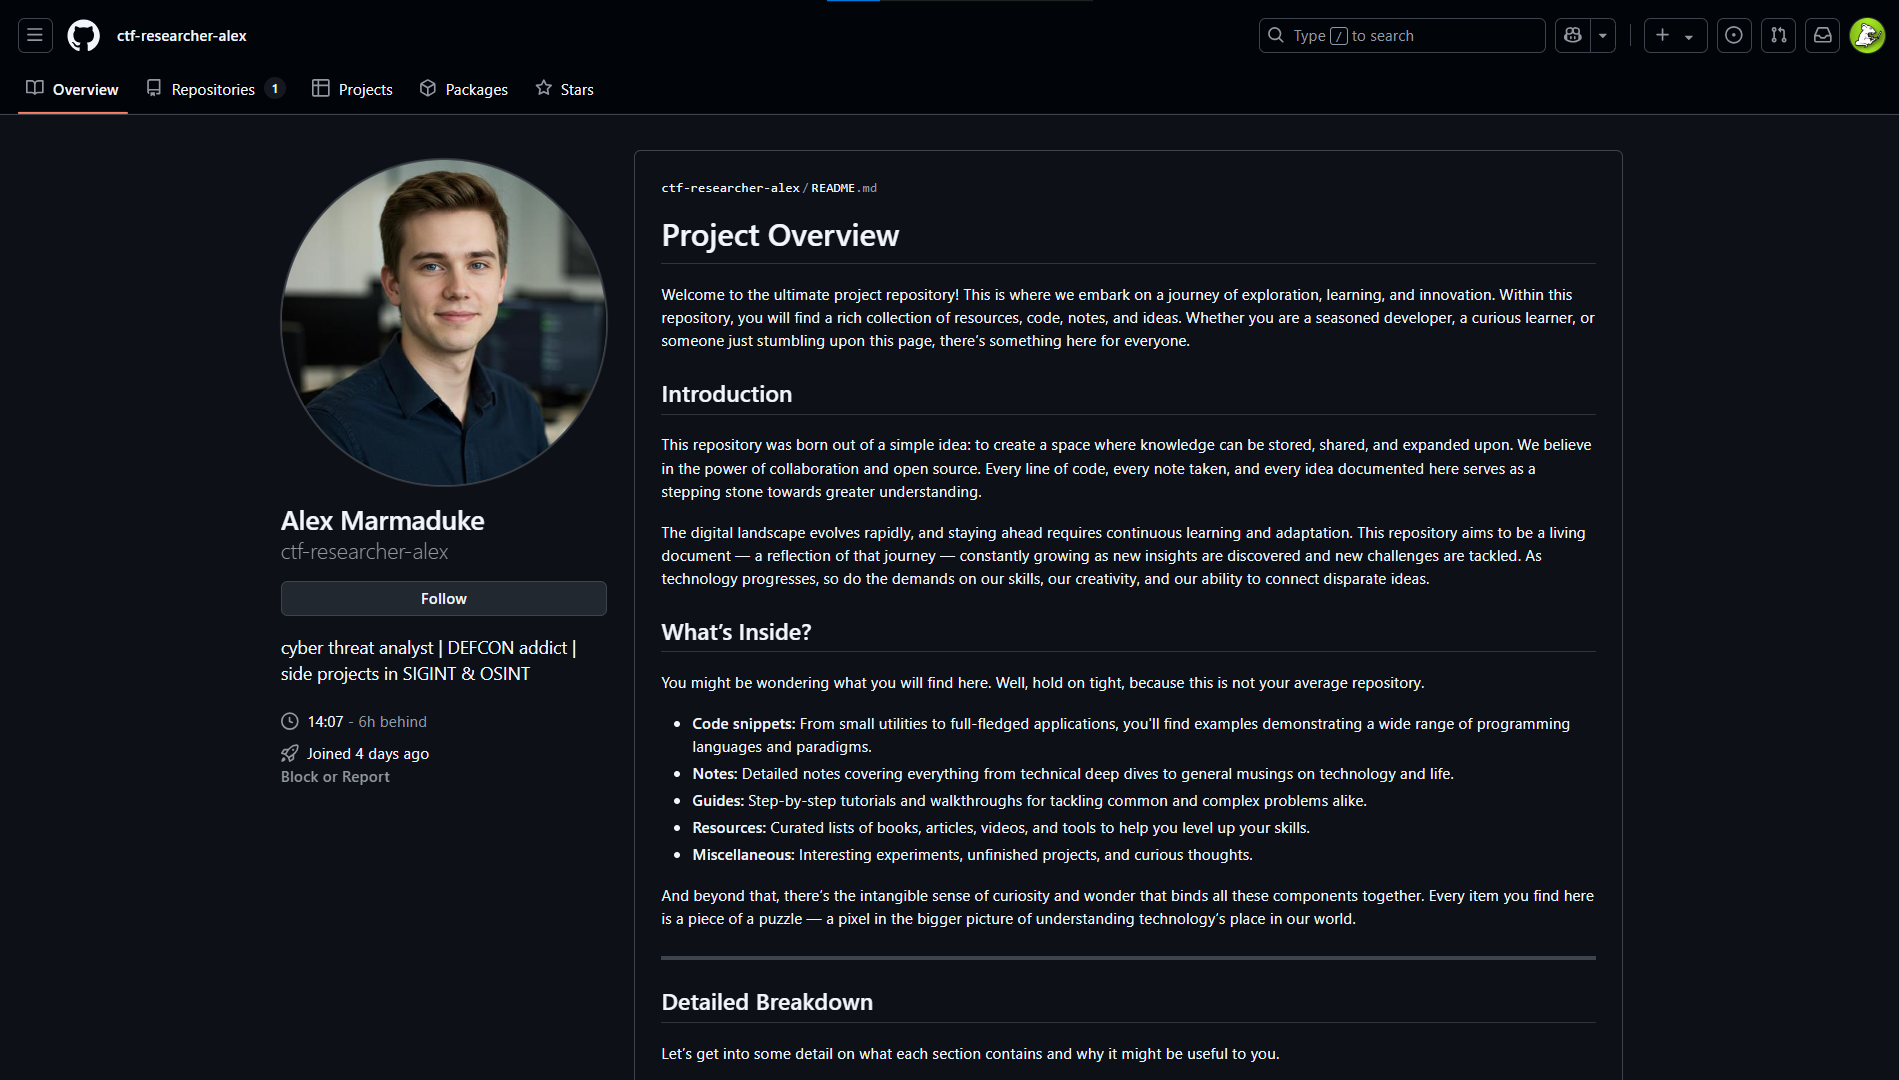 ctf-researcher-alex
Type / to search
Overview
Repositories 1
Projects
Packages
Stars
Alex Marmaduke
ctf-researcher-alex
Follow
cyber threat analyst | DEFCON addict |
side projects in SIGINT & OSINT
14:07 - 6h behind
Joined 4 days ago
Block or Report
ctf-researcher-alex/README.md
Project Overview
Welcome to the ultimate project repository! This is where we embark on a journey of exploration, learning, and innovation. Within this
repository, you will find a rich collection of resources, code, notes, and ideas. Whether you are a seasoned developer, a curious learner, or
someone just stumbling upon this page, there's something here for everyone.
Introduction
This repository was born out of a simple idea: to create a space where knowledge can be stored, shared, and expanded upon. We believe
in the power of collaboration and open source. Every line of code, every note taken, and every idea documented here serves as a
stepping stone towards greater understanding.
The digital landscape evolves rapidly, and staying ahead requires continuous learning and adaptation. This repository aims to be a living
document — a reflection of that journey — constantly growing as new insights are discovered and new challenges are tackled. As
technology progresses, so do the demands on our skills, our creativity, and our ability to connect disparate ideas.
What's Inside?
You might be wondering what you will find here. Well, hold on tight, because this is not your average repository.
• Code snippets: From small utilities to full-fledged applications, you'll find examples demonstrating a wide range of programming
languages and paradigms.
• Notes: Detailed notes covering everything from technical deep dives to general musings on technology and life.
• Guides: Step-by-step tutorials and walkthroughs for tackling common and complex problems alike.
• Resources: Curated lists of books, articles, videos, and tools to help you level up your skills.
• Miscellaneous: Interesting experiments, unfinished projects, and curious thoughts.
And beyond that, there's the intangible sense of curiosity and wonder that binds all these components together. Every item you find here
is a piece of a puzzle — a pixel in the bigger picture of understanding technology's place in our world.
Detailed Breakdown
Let's get into some detail on what each section contains and why it might be useful to you.